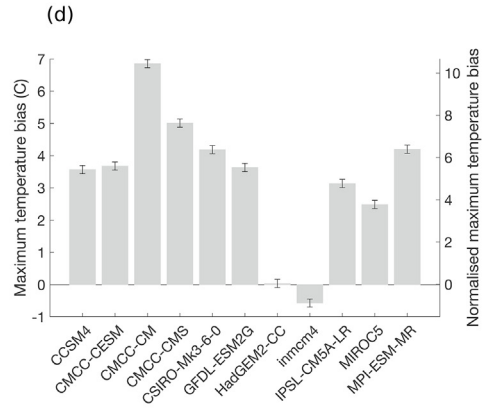 (d)
Maximum temperature bias (C)
7
6
5
4
3
2
1
0
-1
10
8
6
4
2
0
Normalised maximum temperature bias
CCSM4
CMCC-CESM
CMCC-CM
CMCC-CMS
CSIRO-Mk3-6-0
GFDL-ESM2G
HadGEM2-CC
inmcm4
IPSL-CM5A-LR
MIROC5
MPI-ESM-MR